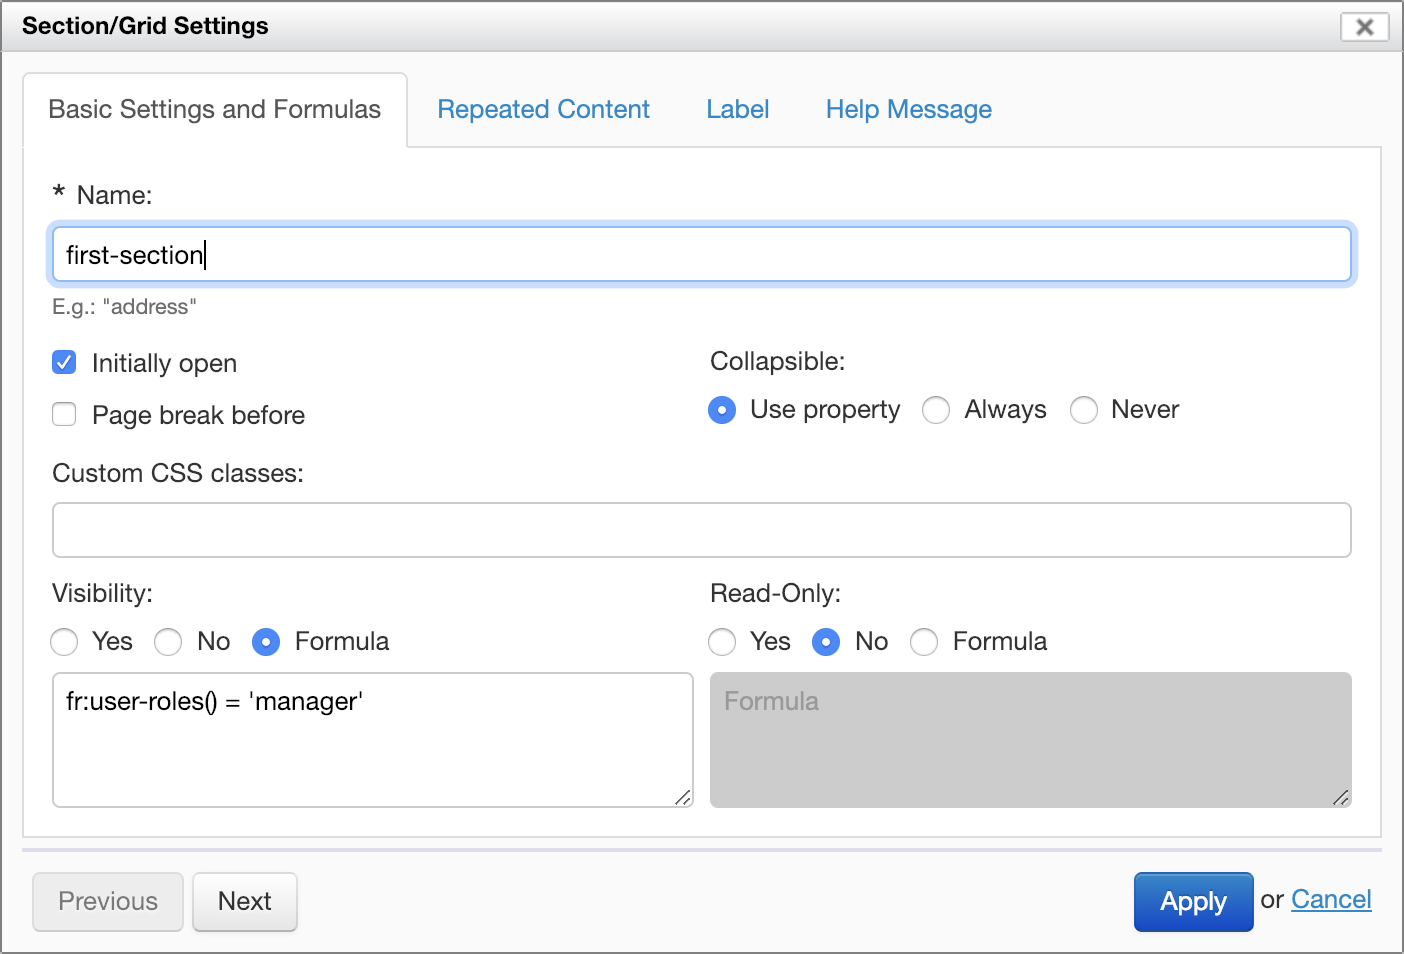 Section/Grid Settings
Basic Settings and Formulas Repeated Content Label Help Message
* Name:
first-section
E.g.: "address"
Initially open
Page break before
Collapsible:
Use property Always Never
Custom CSS classes:
Visibility:
Yes No Formula
fr:user-roles() = 'manager'
Read-Only:
Yes No Formula
Formula
Previous Next Apply or Cancel